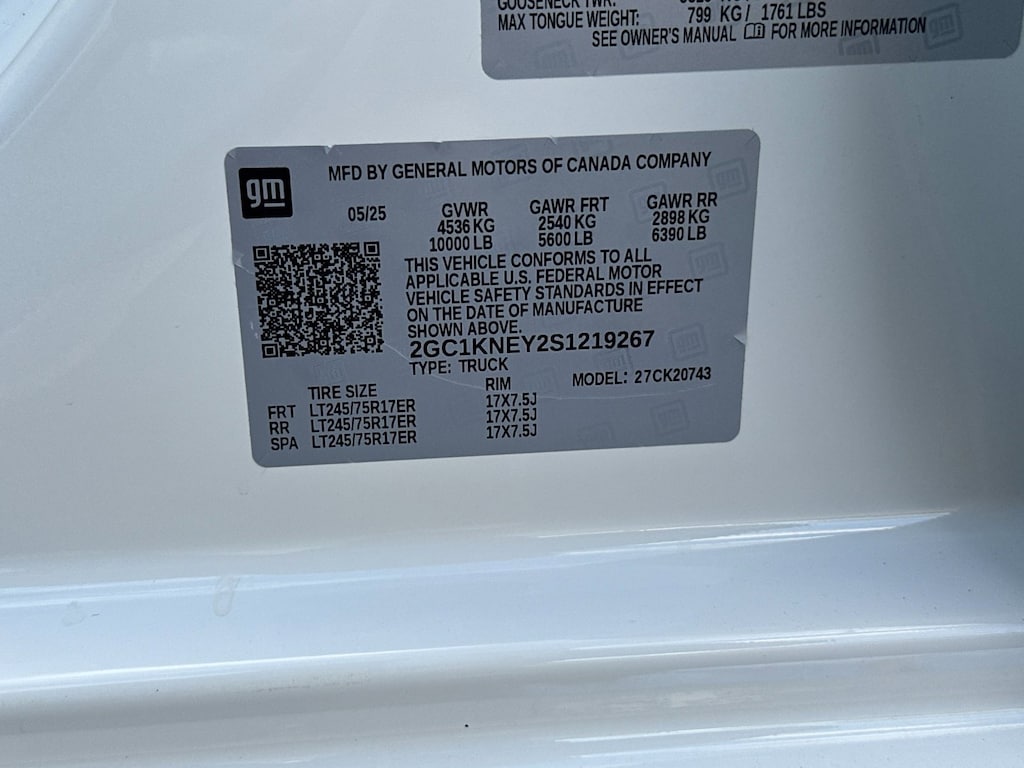 GOOSENECK TWR:
MAX TONGUE WEIGHT: 799 KG/ 1761 LBS
SEE OWNER'S MANUAL FOR MORE INFORMATION
gm
MFD BY GENERAL MOTORS OF CANADA COMPANY
05/25
GVWR
4536 KG
10000 LB
GAWR FRT
2540 KG
5600 LB
GAWR RR
2898 KG
6390 LB
THIS VEHICLE CONFORMS TO ALL
APPLICABLE U.S. FEDERAL MOTOR
VEHICLE SAFETY STANDARDS IN EFFECT
ON THE DATE OF MANUFACTURE
SHOWN ABOVE.
2GC1KNEY2S1219267
TYPE: TRUCK
MODEL: 27CK20743
TIRE SIZE RIM
FRT LT245/75R17ER 17X7.5J
RR LT245/75R17ER 17X7.5J
SPA LT245/75R17ER 17X7.5J